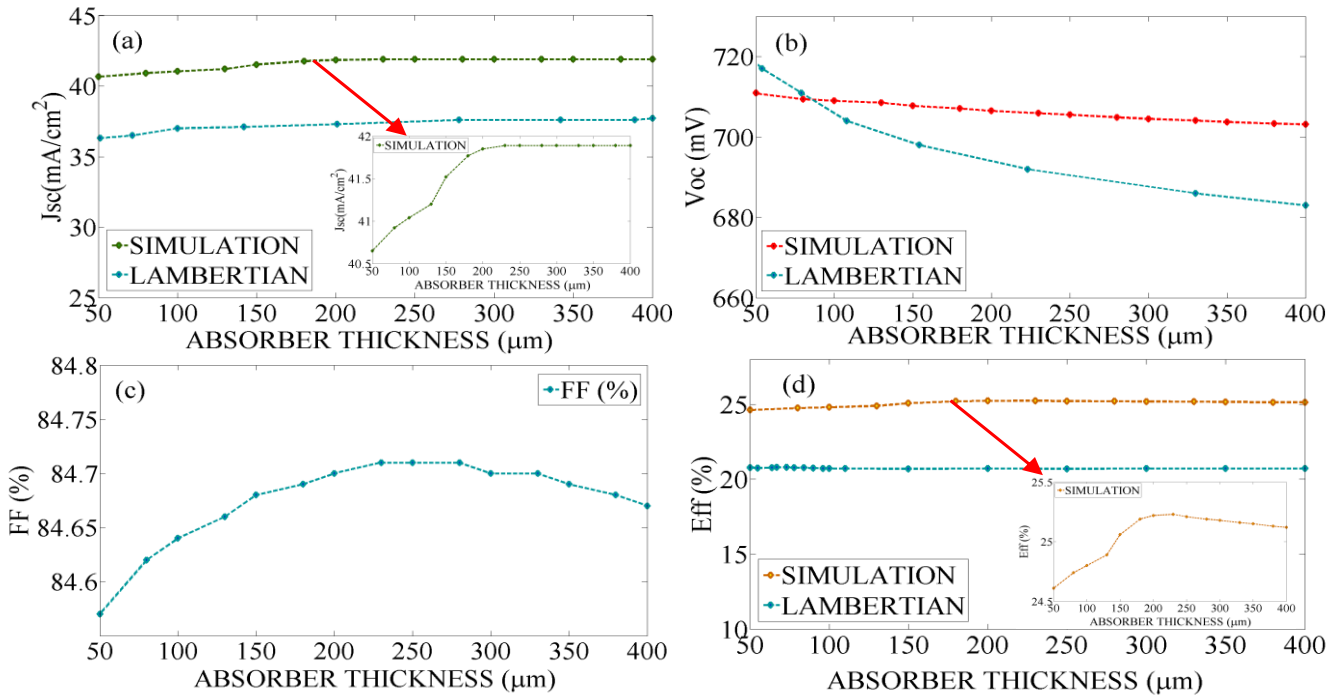 (a)
45
40
35
30
25
Jsc(mA/cm²)
50 100 150 200 250 300 350 400
ABSORBER THICKNESS (μm)
SIMULATION
LAMBERTIAN
SIMULATION
42
41.5
41
40.5
Jsc(mA/cm²)
50 100 150 200 250 300 350 400
ABSORBER THICKNESS (μm)
(b)
720
700
680
660
Voc (mV)
50 100 150 200 250 300 350 400
ABSORBER THICKNESS (μm)
SIMULATION
LAMBERTIAN
(c)
84.8
84.75
84.7
84.65
84.6
FF (%)
FF (%)
50 100 150 200 250 300 350 400
ABSORBER THICKNESS (μm)
(d)
25
20
15
10
Eff (%)
50 100 150 200 250 300 350 400
ABSORBER THICKNESS (μm)
SIMULATION
LAMBERTIAN
SIMULATION
25.5
25
24.5
Eff (%)
50 100 150 200 250 300 350 400
ABSORBER THICKNESS (μm)